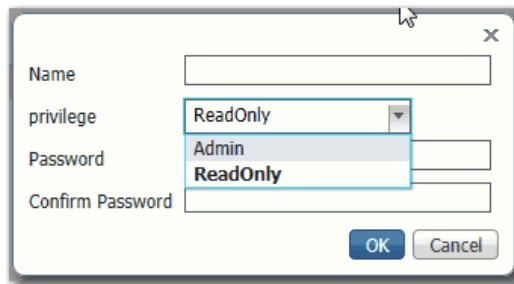 Name
privilege
ReadOnly
Admin
Password
ReadOnly
Confirm Password
OK
Cancel